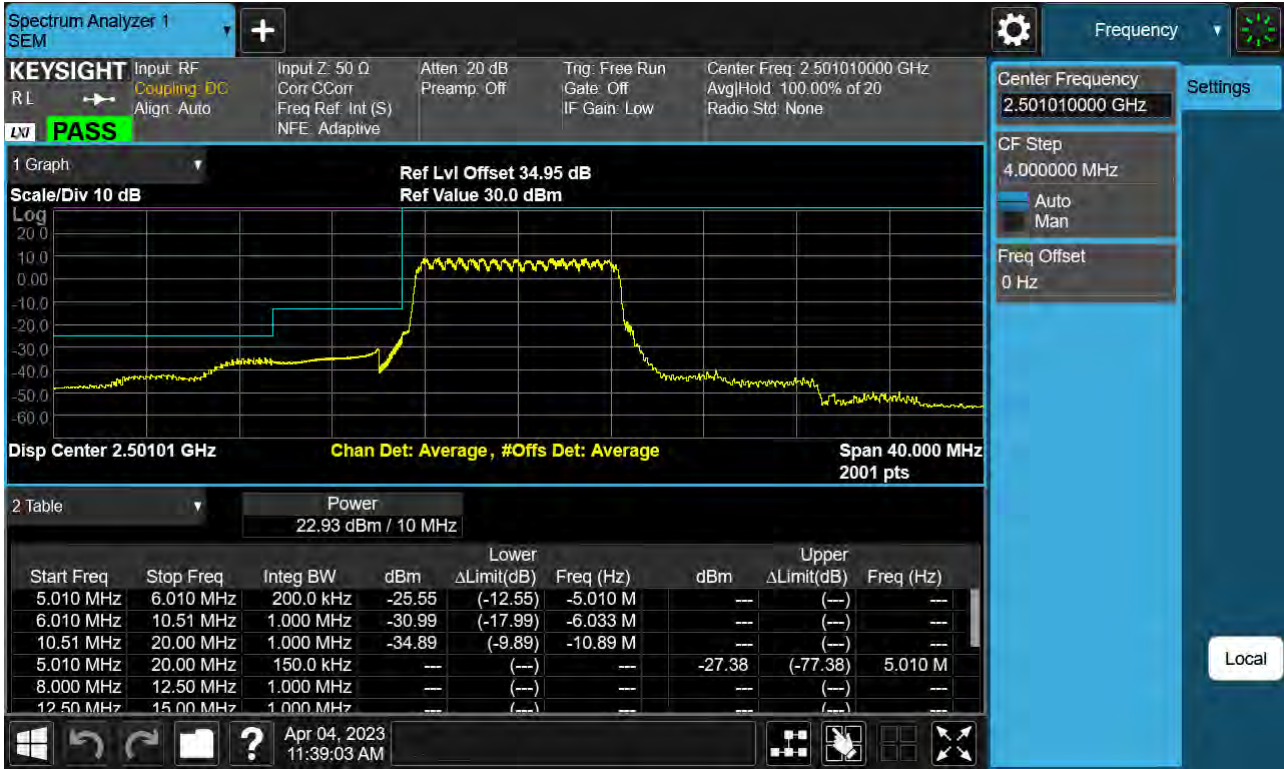 Spectrum Analyzer 1
SEM
Frequency
KEYSIGHT
RL
LXI
PASS
Input: RF
Coupling: DC
Align: Auto
Input Z: 50 Ω
Corr CCorr
Freq Ref: Int (S)
NFE: Adaptive
Atten: 20 dB
Preamp: Off
Trig: Free Run
Gate: Off
IF Gain: Low
Center Freq: 2.501010000 GHz
Avg|Hold: 100.00% of 20
Radio Std: None
Center Frequency
2.501010000 GHz
Settings
CF Step
4.000000 MHz
Auto
Man
Freq Offset
0 Hz
1 Graph
Scale/Div 10 dB
Ref Lvl Offset 34.95 dB
Ref Value 30.0 dBm
Log
20.0
10.0
0.00
-10.0
-20.0
-30.0
-40.0
-50.0
-60.0
Disp Center 2.50101 GHz
Chan Det: Average, #Offs Det: Average
Span 40.000 MHz
2001 pts
2 Table
Power
22.93 dBm / 10 MHz
Lower Upper
Start Freq Stop Freq Integ BW dBm ΔLimit(dB) Freq (Hz) dBm ΔLimit(dB) Freq (Hz)
5.010 MHz 6.010 MHz 200.0 kHz -25.55 (-12.55) -5.010 M --- (---) ---
6.010 MHz 10.51 MHz 1.000 MHz -30.99 (-17.99) -6.033 M --- (---) ---
10.51 MHz 20.00 MHz 1.000 MHz -34.89 (-9.89) -10.89 M --- (---) ---
5.010 MHz 20.00 MHz 150.0 kHz --- (---) --- -27.38 (-77.38) 5.010 M
8.000 MHz 12.50 MHz 1.000 MHz --- (---) --- --- (---) ---
12.50 MHz 15.00 MHz 1.000 MHz --- (---) --- --- (---) ---
Local
Apr 04, 2023
11:39:03 AM